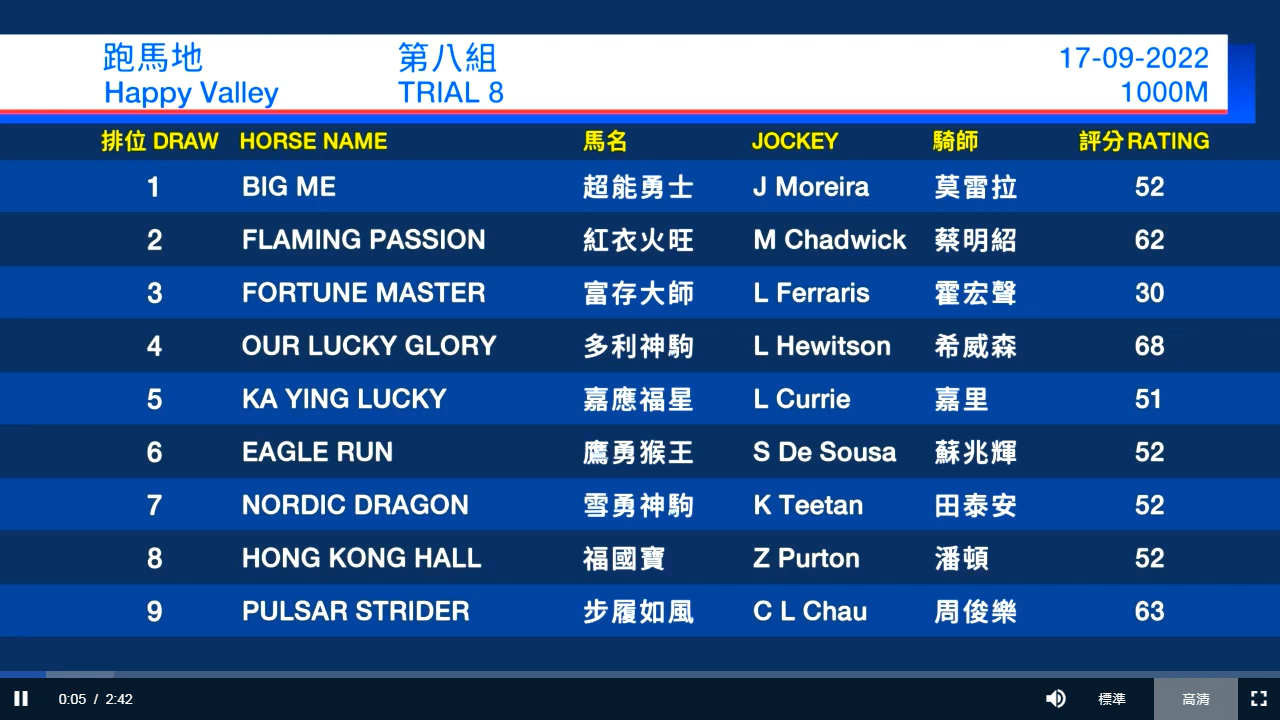 跑馬地 第八組 17-09-2022
Happy Valley TRIAL 8 1000M
排位 DRAW HORSE NAME 馬名 JOCKEY 騎師 評分 RATING
1 BIG ME 超能勇士 J Moreira 莫雷拉 52
2 FLAMING PASSION 紅衣火旺 M Chadwick 蔡明紹 62
3 FORTUNE MASTER 富存大師 L Ferraris 霍宏聲 30
4 OUR LUCKY GLORY 多利神駒 L Hewitson 希威森 68
5 KA YING LUCKY 嘉應福星 L Currie 嘉里 51
6 EAGLE RUN 鷹勇猴王 S De Sousa 蘇兆輝 52
7 NORDIC DRAGON 雪勇神駒 K Teetan 田泰安 52
8 HONG KONG HALL 福國寶 Z Purton 潘頓 52
9 PULSAR STRIDER 步履如風 C L Chau 周俊樂 63
0:05 / 2:42 標準 高清